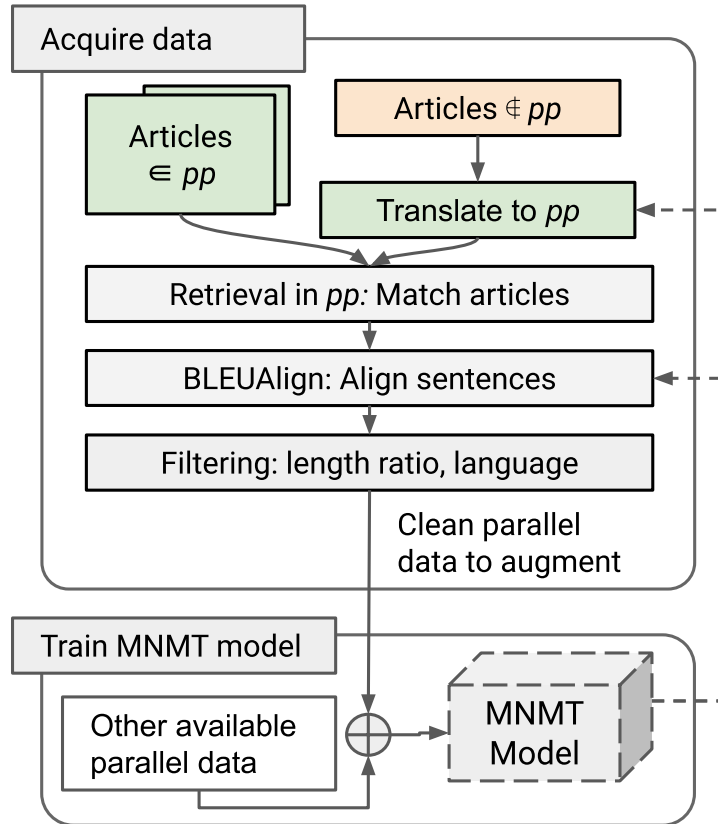 Acquire data
Articles
∈ pp
Articles ∉ pp
Translate to pp
Retrieval in pp: Match articles
BLEUAlign: Align sentences
Filtering: length ratio, language
Clean parallel
data to augment
Train MNMT model
Other available
parallel data
MNMT
Model